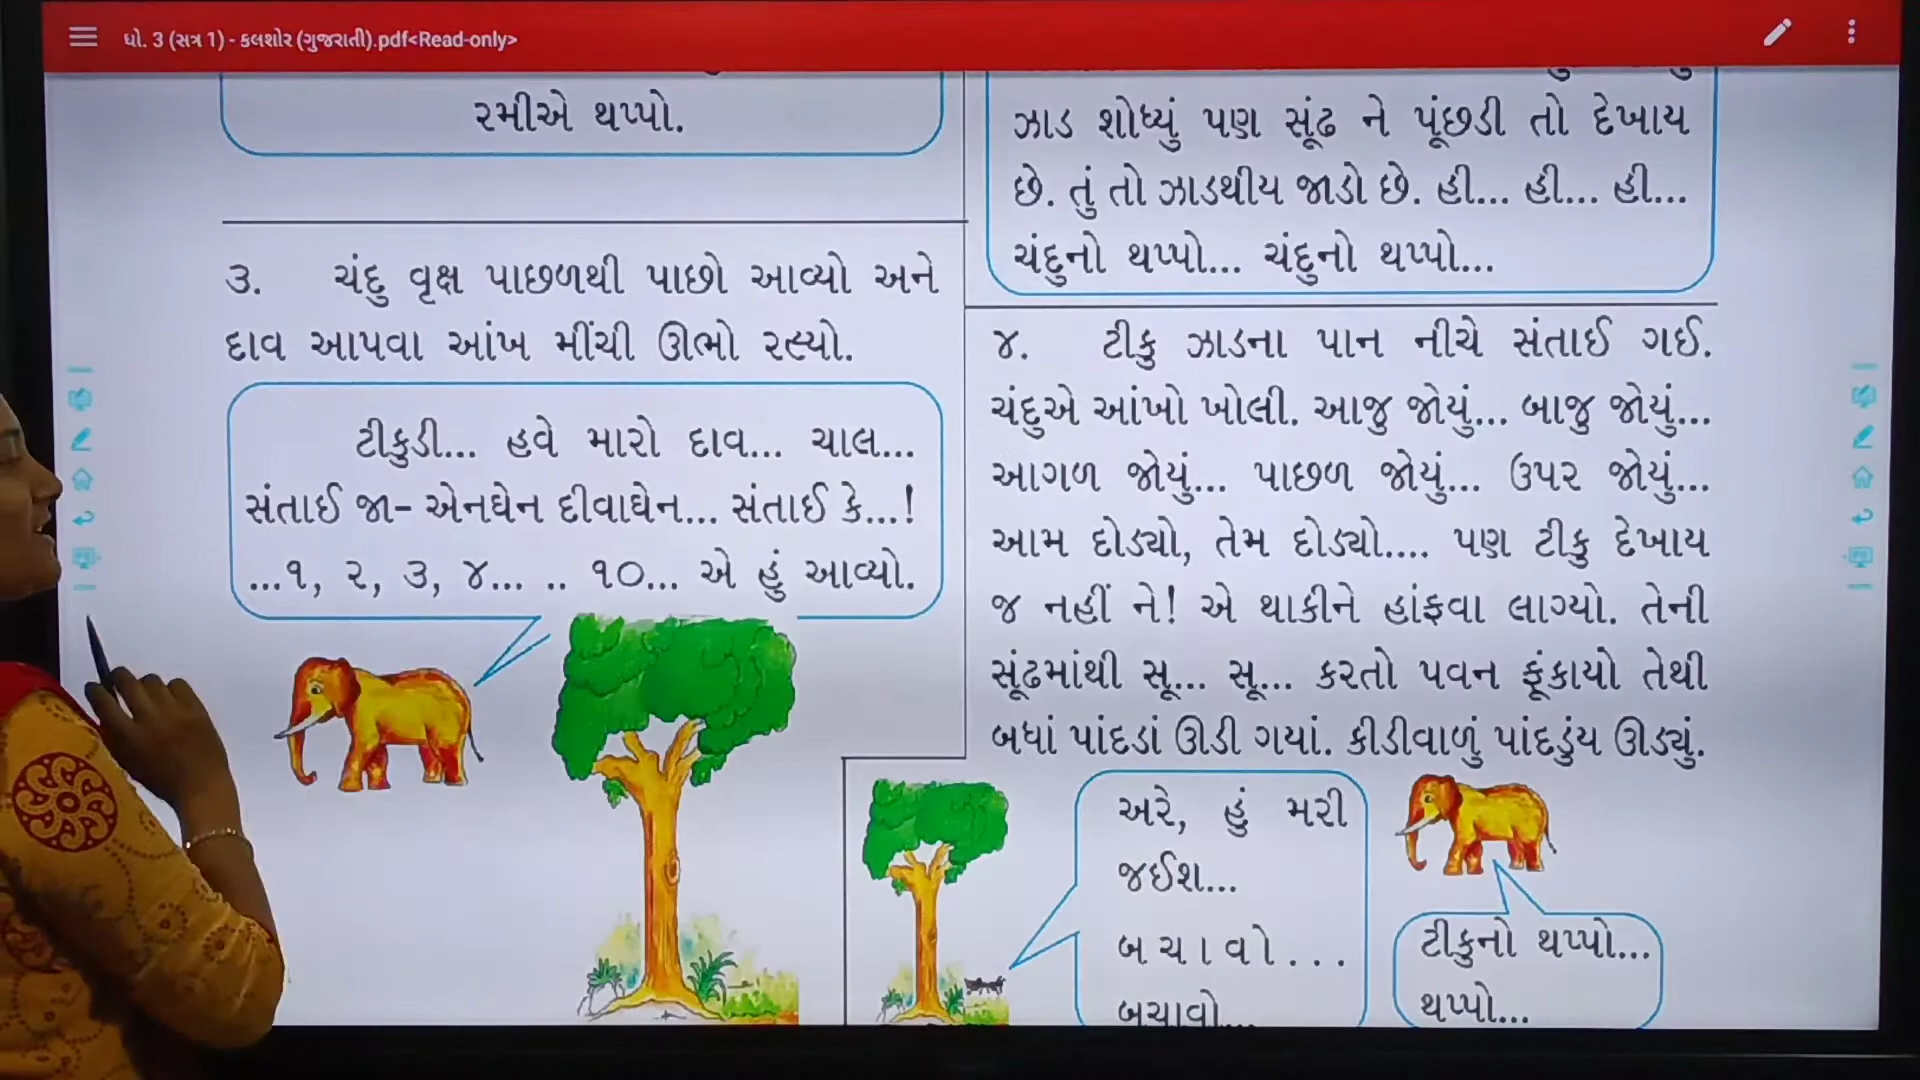 ધો. 3 (સત્ર 1) - કલશોર (ગુજરાતી).pdf<Read-only>
રમીએ થપ્પો.
ઝાડ શોધ્યું પણ સૂંઢ ને પૂંછડી તો દેખાય
છે. તું તો ઝાડથીય જાડો છે. હી... હી... હી...
ચંદુનો થપ્પો... ચંદુનો થપ્પો...
૩. ચંદુ વૃક્ષ પાછળથી પાછો આવ્યો અને
દાવ આપવા આંખ મીંચી ઊભો રહ્યો.
ટીકુડી... હવે મારો દાવ... ચાલ...
સંતાઈ જા- એનઘેન દીવાઘેન... સંતાઈ કે...!
...૧, ૨, ૩, ૪... .. ૧૦... એ હું આવ્યો.
૪. ટીકુ ઝાડના પાન નીચે સંતાઈ ગઈ.
ચંદુએ આંખો ખોલી. આજુ જોયું... બાજુ જોયું...
આગળ જોયું... પાછળ જોયું... ઉપર જોયું...
આમ દોડ્યો, તેમ દોડ્યો.... પણ ટીકુ દેખાય
જ નહીં ને! એ થાકીને હાંફવા લાગ્યો. તેની
સૂંઢમાંથી સૂ... સૂ... કરતો પવન ફૂંકાયો તેથી
બધાં પાંદડાં ઊડી ગયાં. કીડીવાળું પાંદડુંય ઊડ્યું.
અરે, હું મરી
જઈશ...
બચાવો...
બચાવો...
ટીકુનો થપ્પો...
થપ્પો...